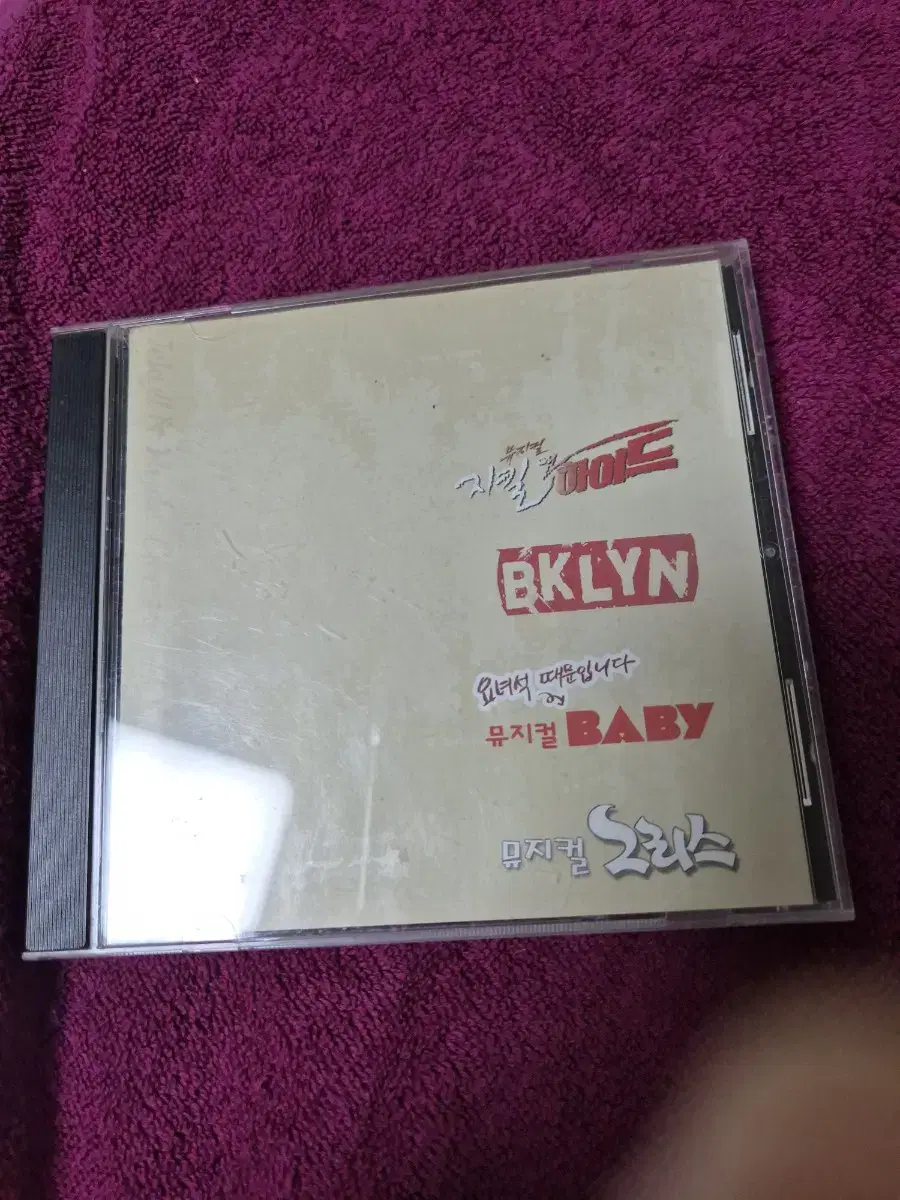 뮤지컬
지킬 앤 하이드
BKLYN
요녀석 때문입니다
뮤지컬 BABY
뮤지컬 그리스